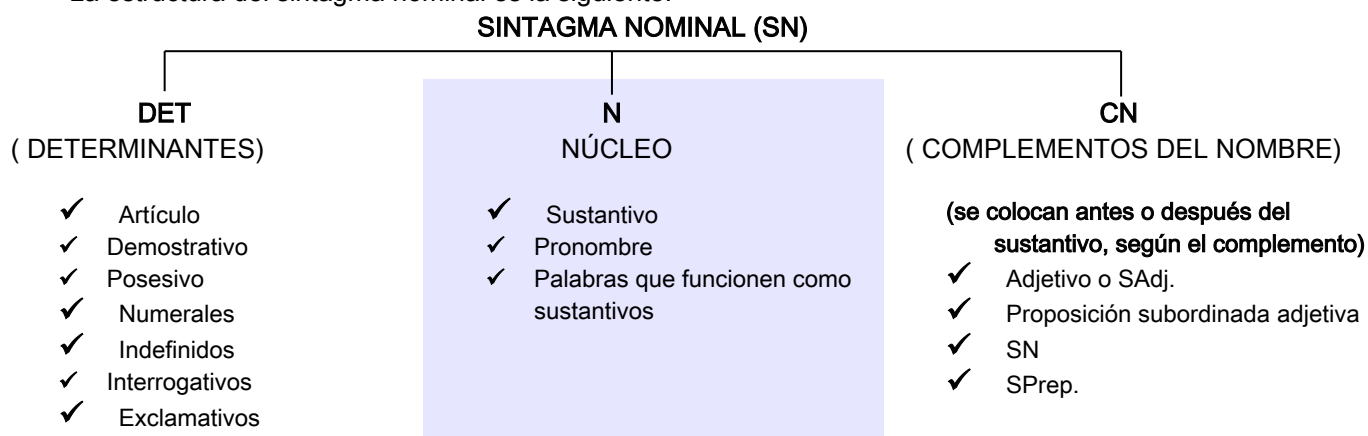 La estructura del sintagma nominal es la siguiente:
SINTAGMA NOMINAL (SN)
DET
( DETERMINANTES)
✓ Artículo
✓ Demostrativo
✓ Posesivo
✓ Numerales
✓ Indefinidos
✓ Interrogativos
✓ Exclamativos
N
NÚCLEO
✓ Sustantivo
✓ Pronombre
✓ Palabras que funcionen como
sustantivos
CN
( COMPLEMENTOS DEL NOMBRE)
(se colocan antes o después del
sustantivo, según el complemento)
✓ Adjetivo o SAdj.
✓ Proposición subordinada adjetiva
✓ SN
✓ SPrep.